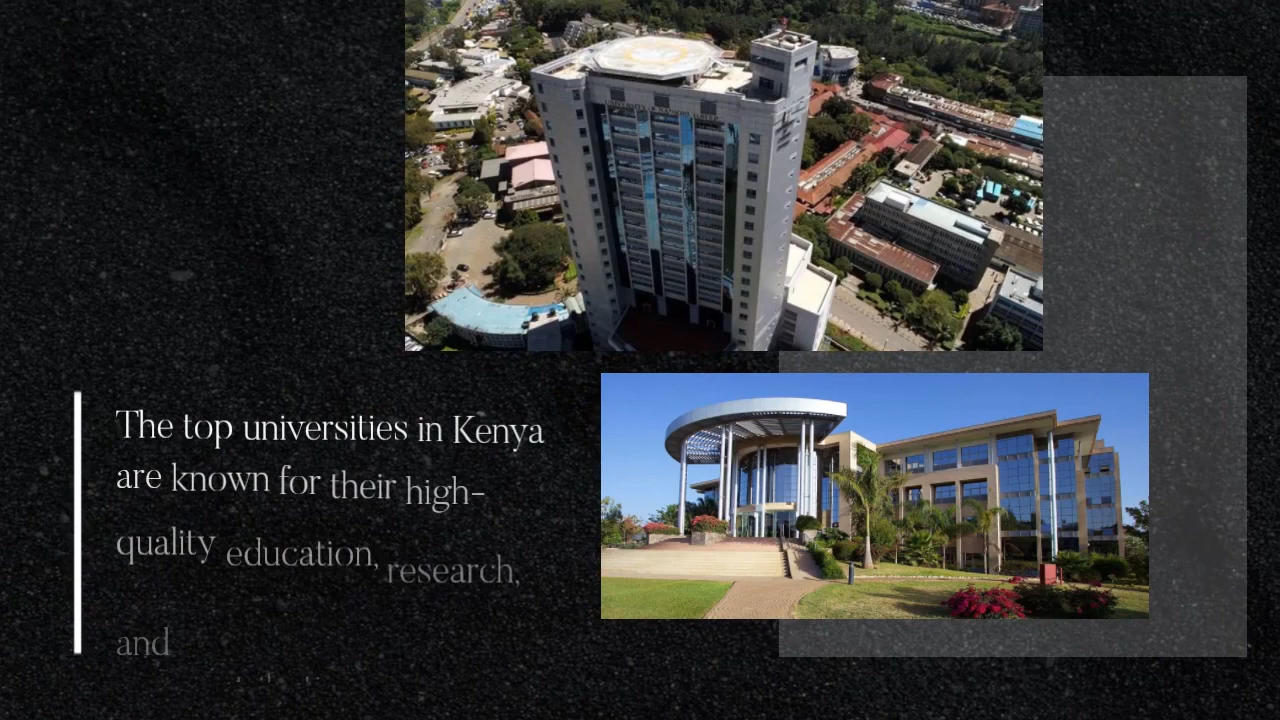 The top universities in Kenya
are known for their high-
quality education, research,
and